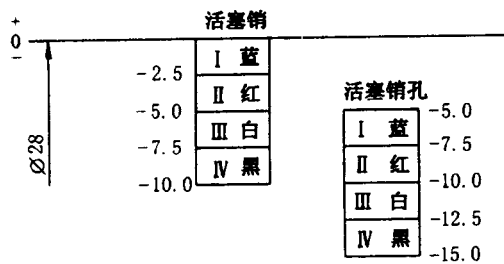 活塞销
+
0
−
Ⅰ 蓝
-2.5
Ⅱ 红
-5.0
Ⅲ 白
-7.5
Ⅳ 黑
-10.0
Ø28
活塞销孔
-5.0
Ⅰ 蓝
-7.5
Ⅱ 红
-10.0
Ⅲ 白
-12.5
Ⅳ 黑
-15.0